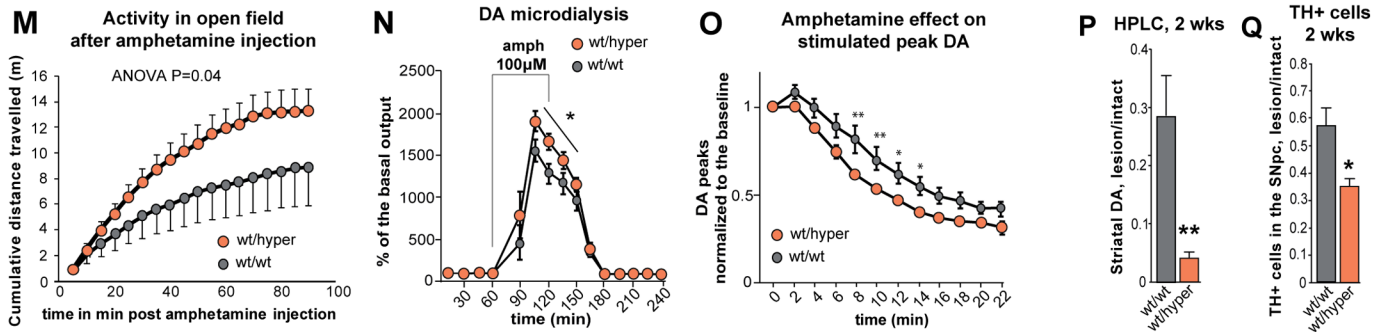 M
Activity in open field
after amphetamine injection
Cumulative distance travelled (m)
16
14
12
10
8
6
4
2
0
ANOVA P=0.04
wt/hyper
wt/wt
0
20
40
60
80
100
time in min post amphetamine injection
N
DA microdialysis
amph
100µM
wt/hyper
wt/wt
% of the basal output
2500
2000
1500
1000
500
0
*
30
60
90
120
150
180
210
240
time (min)
O
Amphetamine effect on
stimulated peak DA
DA peaks
normalized to the baseline
1
0.5
0
**
**
*
*
wt/hyper
wt/wt
0
2
4
6
8
10
12
14
16
18
20
22
time (min)
P
HPLC, 2 wks
Striatal DA, lesion/intact
0.4
0.3
0.2
0.1
0
**
wt/wt
wt/hyper
Q
TH+ cells
2 wks
TH+ cells in the SNpc, lesion/intact
0.8
0.7
0.6
0.5
0.4
0.3
0.2
0.1
0
*
wt/wt
wt/hyper